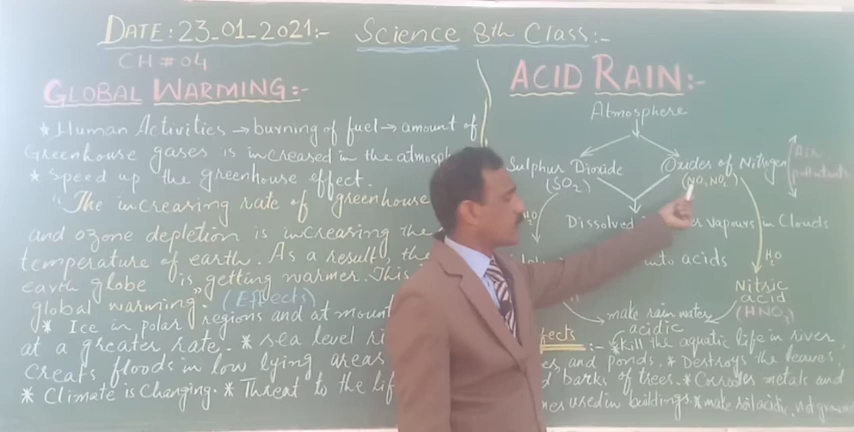 DATE: 23_01_2021:- Science 8th Class:-
CH # 04
GLOBAL WARMING:-
* Human Activities → burning of fuel → amount of
Greenhouse gases is increased in the atmosph
* Speed up the greenhouse effect.
"The increasing rate of greenhouse
and ozone depletion is increasing the
temperature of earth. As a result, the
earth globe is getting warmer. This
global warming." (Effects)
* Ice in polar regions and at mount
at a greater rate. * sea level ri
creats floods in low lying areas
* Climate is Changing. * Threat to the lif
ACID RAIN:-
Atmosphere
Sulphur Dioxide
(SO2)
Oxides of Nitrogen
(NO, NO2)
Air
pollutants
Dissolved vapours in Clouds
into acids
H2O
Nitric
acid
(HNO3)
make rain water
acidic
ffects:- * Kill the aquatic life in river,
and ponds. * Destroys the leaves,
barks of trees. * Corrodes metals and
used in buildings. * make soil acidic, not